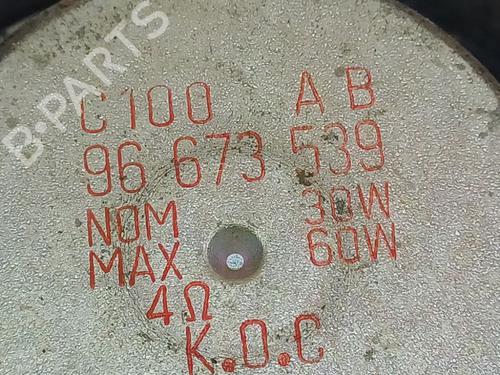 B-PARTS
C100 AB
96 673 539
NOM 30W
MAX 60W
4Ω
K.O.C